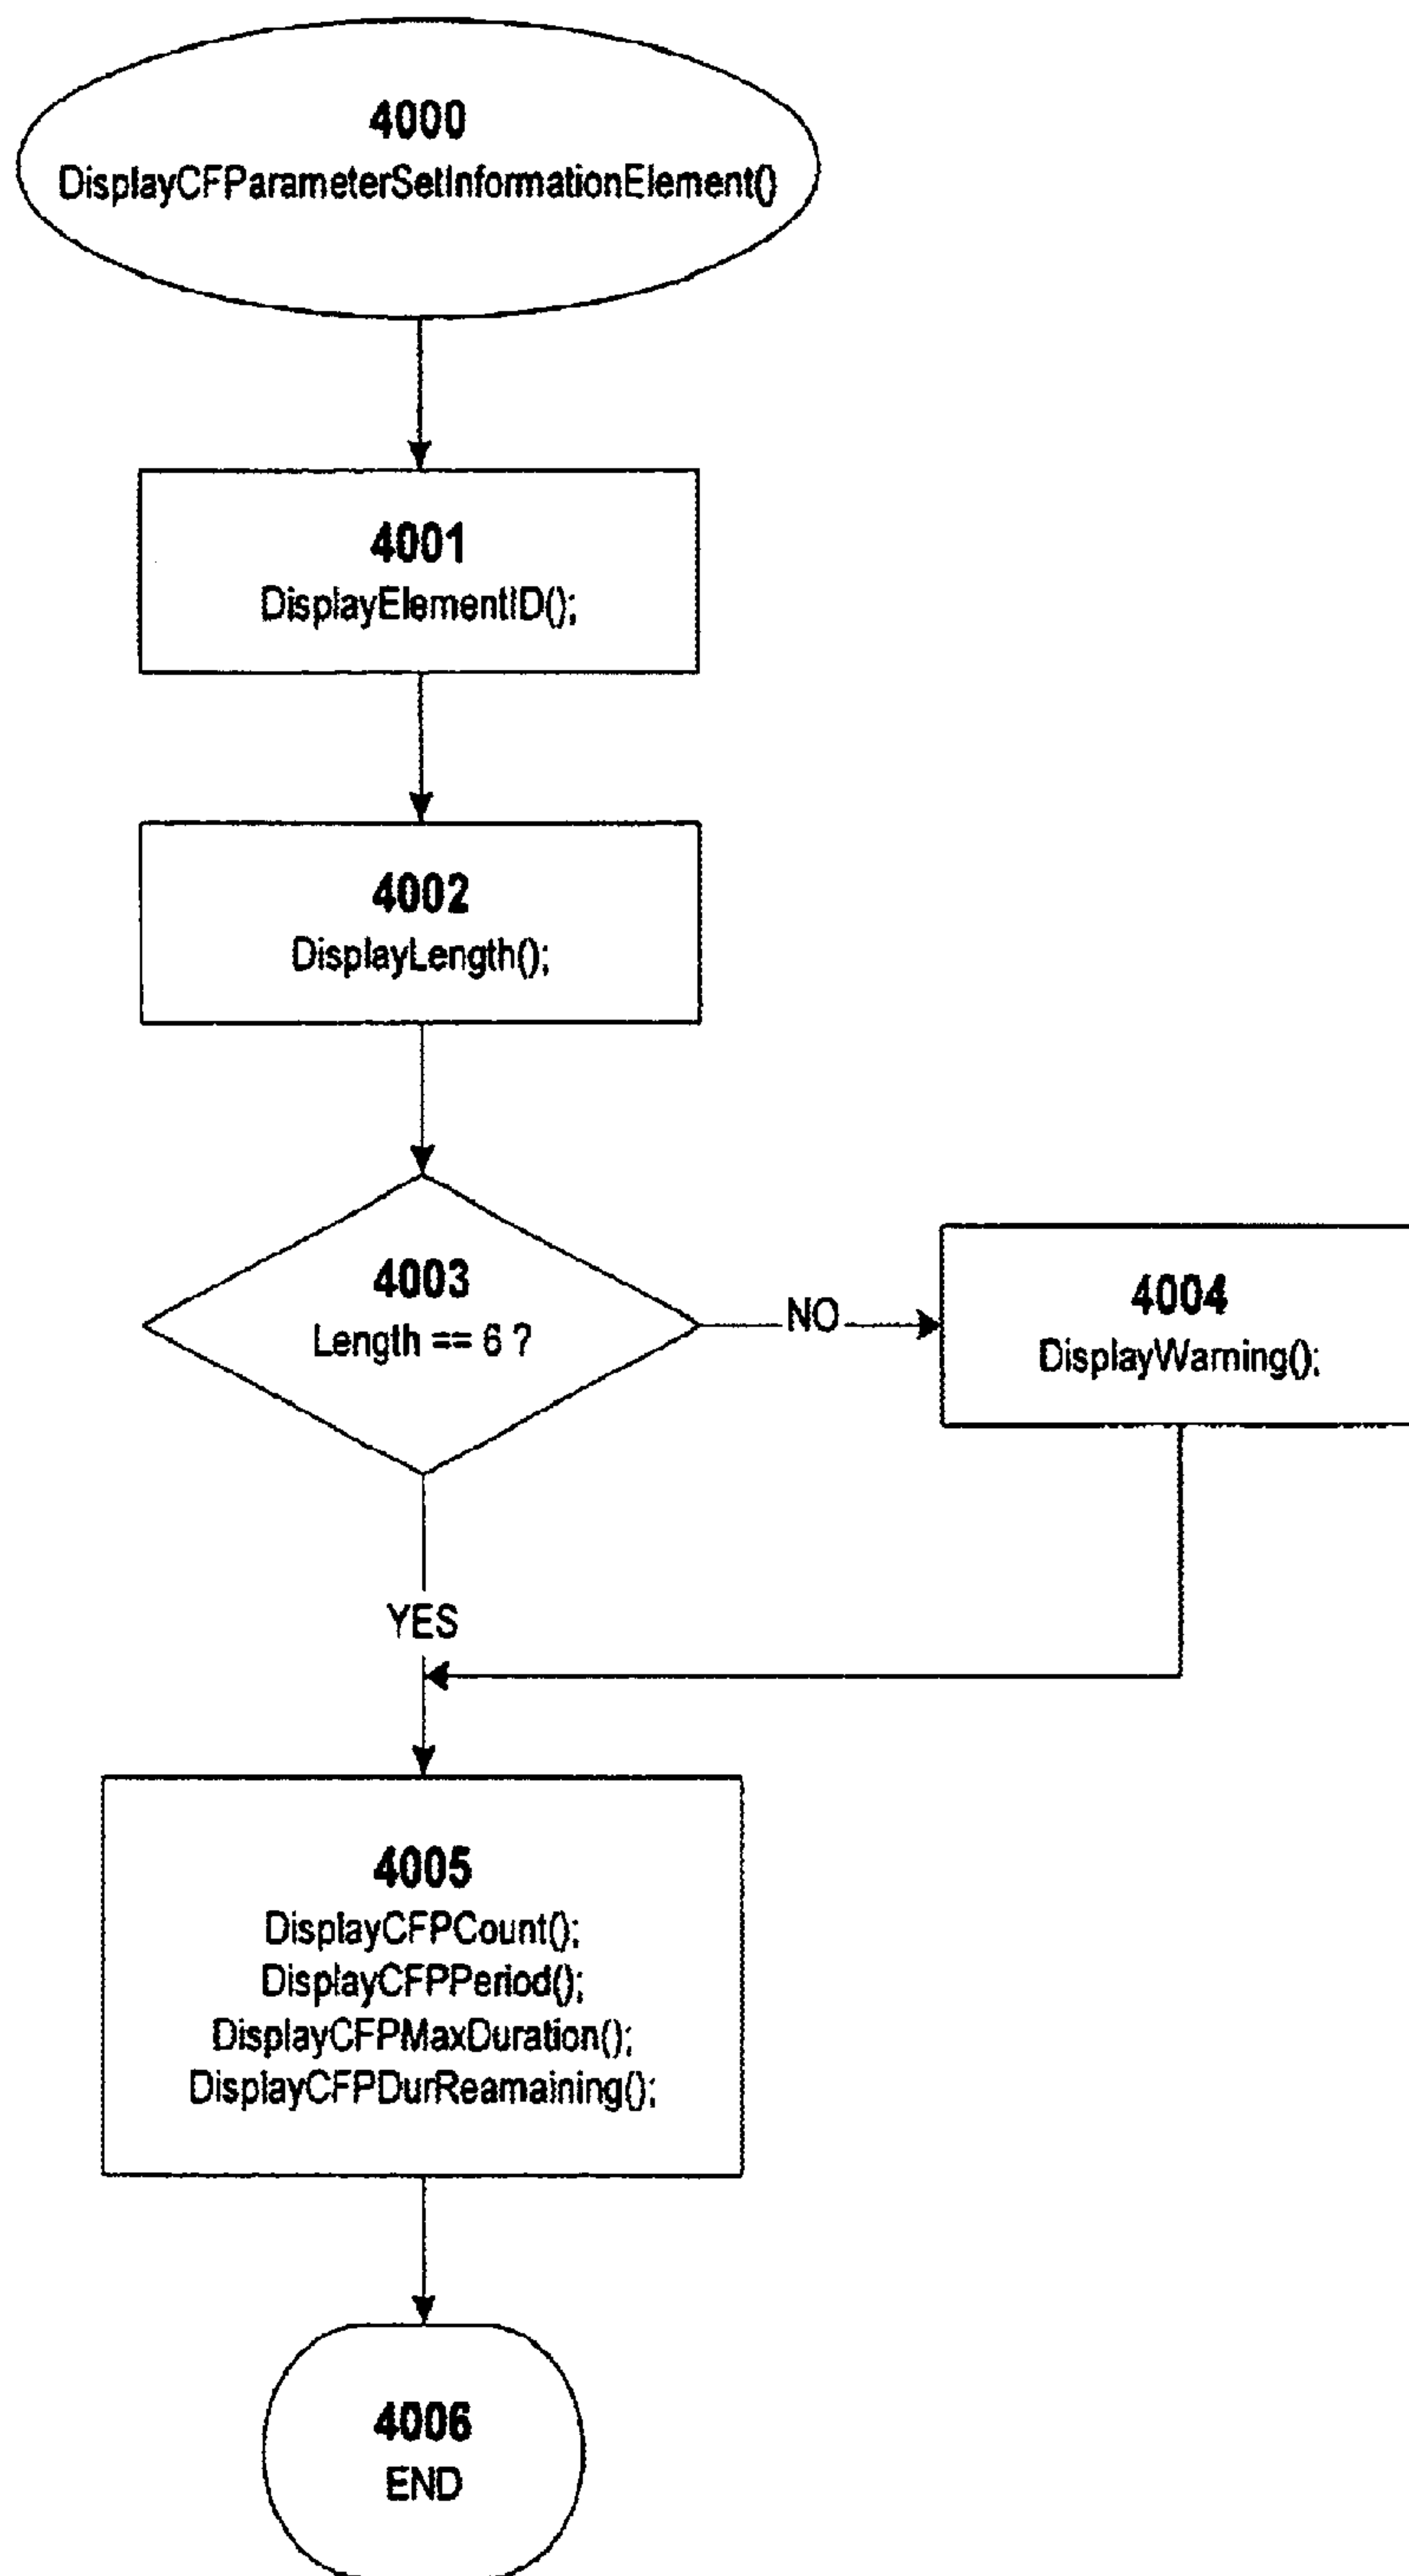 4000
DisplayCFParameterSetInformationElement()
4001
DisplayElementID();
4002
DisplayLength();
4003
Length == 6 ?
NO
4004
DisplayWarning();
YES
4005
DisplayCFPCount();
DisplayCFPPeriod();
DisplayCFPMaxDuration();
DisplayCFPDurReamaining();
4006
END